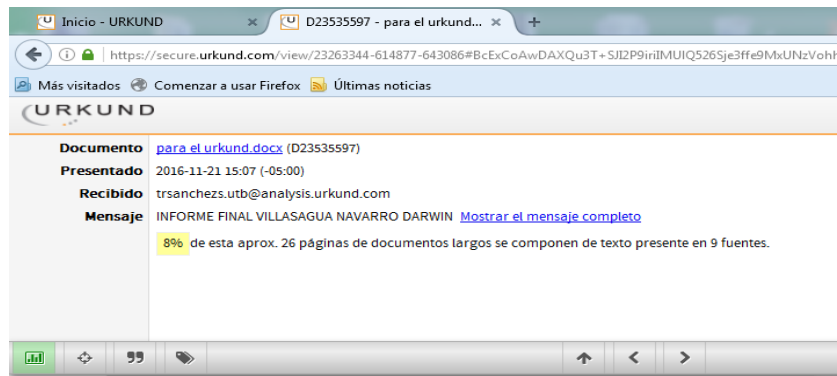 Inicio - URKUND
D23535597 - para el urkund...
https://secure.urkund.com/view/23263344-614877-643086#BcExCoAwDAXQu3T+
Más visitados Comenzar a usar Firefox Últimas noticias
URKUND
Documento para el urkund.docx (D23535597)
Presentado 2016-11-21 15:07 (-05:00)
Recibido trsanchezs.utb@analysis.urkund.com
Mensaje INFORME FINAL VILLASAGUA NAVARRO DARWIN Mostrar el mensaje completo
8% de esta aprox. 26 páginas de documentos largos se componen de texto presente en 9 fuentes.